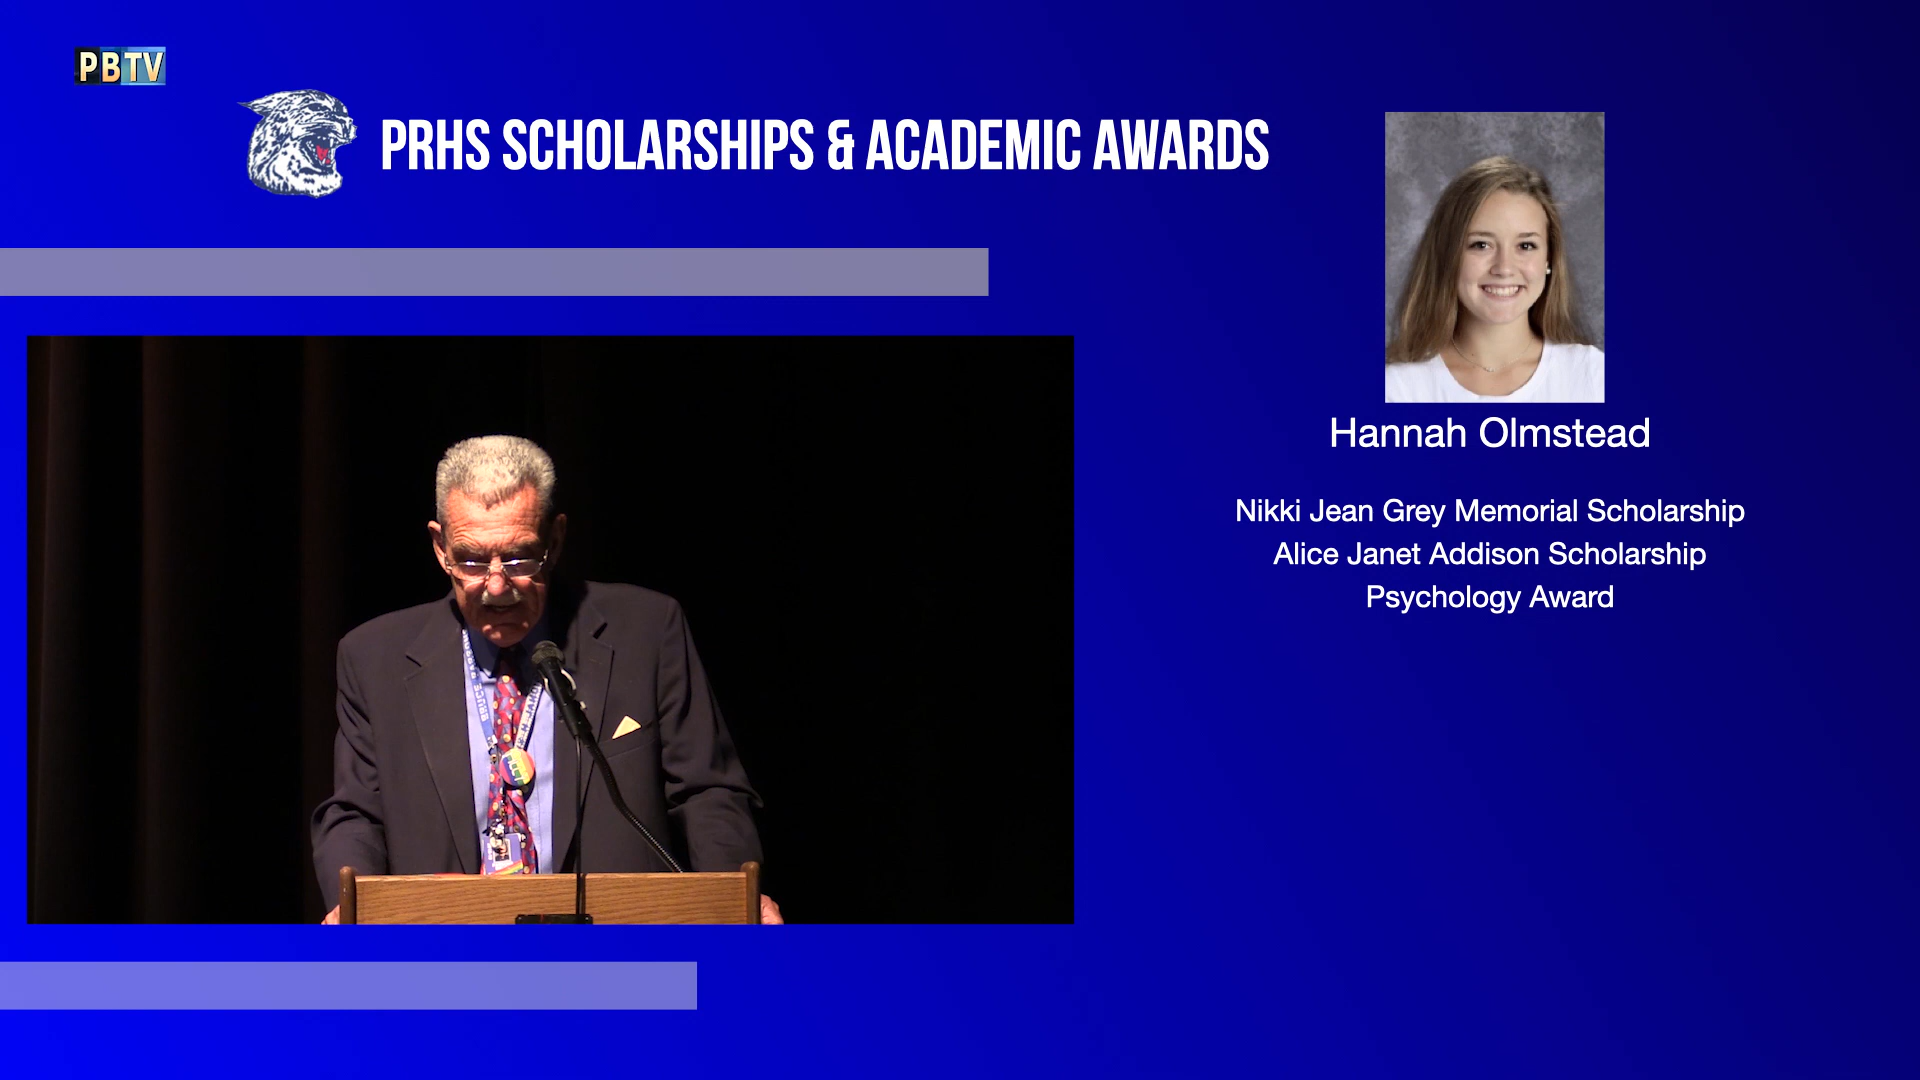 PBTV
PRHS SCHOLARSHIPS & ACADEMIC AWARDS
Hannah Olmstead
Nikki Jean Grey Memorial Scholarship
Alice Janet Addison Scholarship
Psychology Award